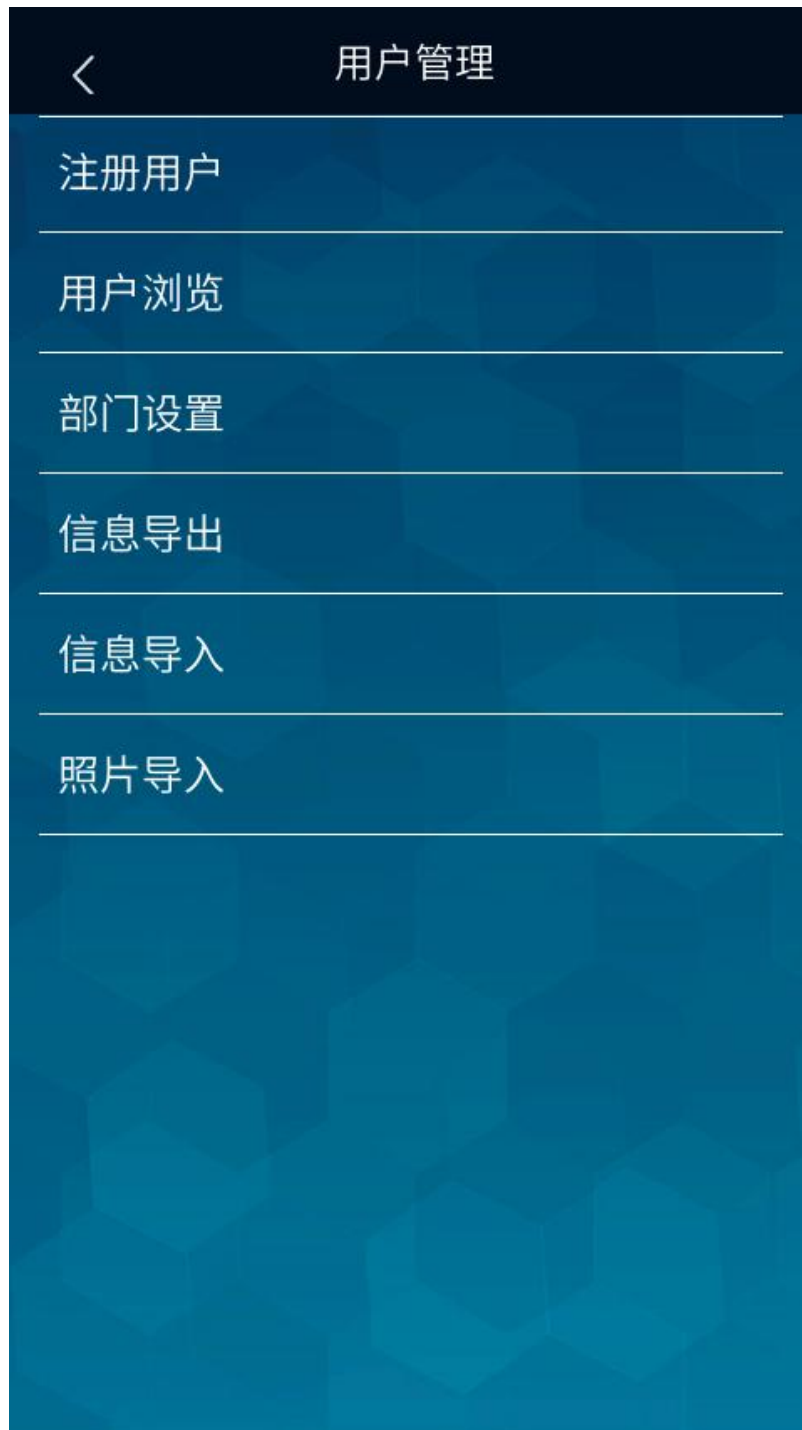 用户管理
注册用户
用户浏览
部门设置
信息导出
信息导入
照片导入